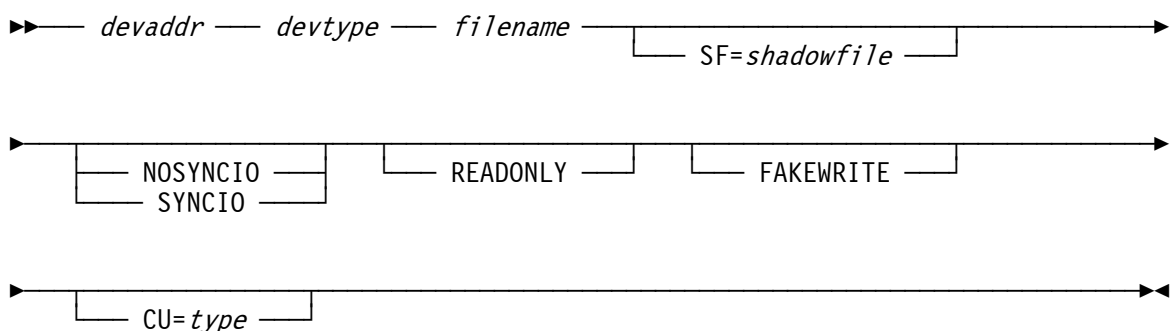 devaddr devtype filename
SF=shadowfile
NOSYNCIO READONLY FAKEWRITE
SYNCIO
CU=type